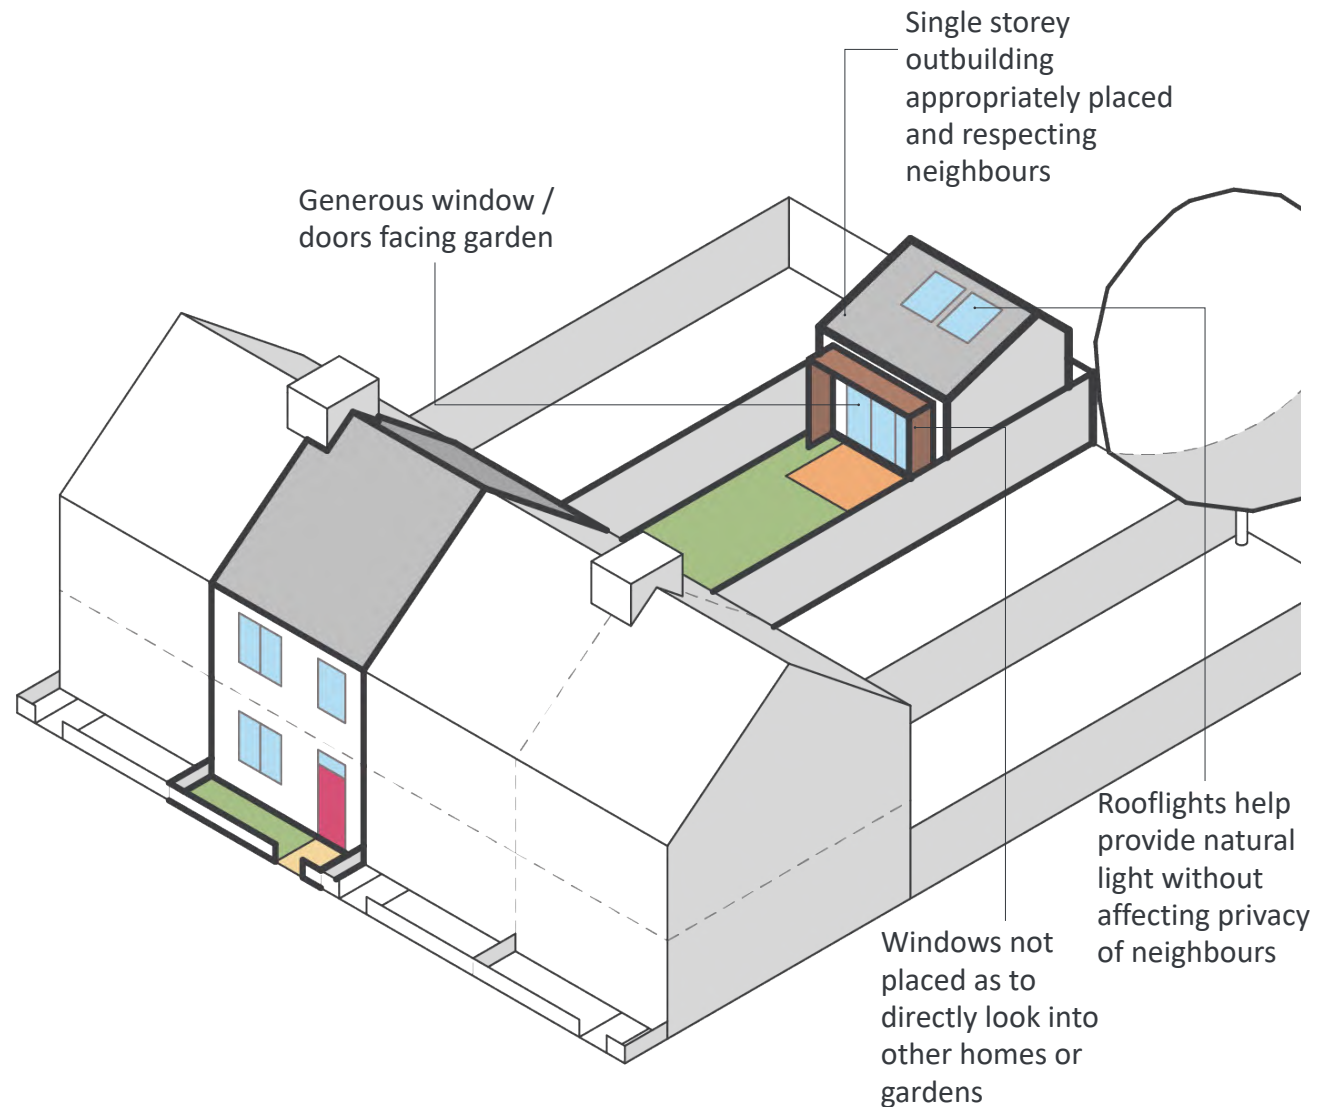 Single storey
outbuilding
appropriately placed
and respecting
neighbours
Generous window /
doors facing garden
Rooflights help
provide natural
light without
affecting privacy
of neighbours
Windows not
placed as to
directly look into
other homes or
gardens